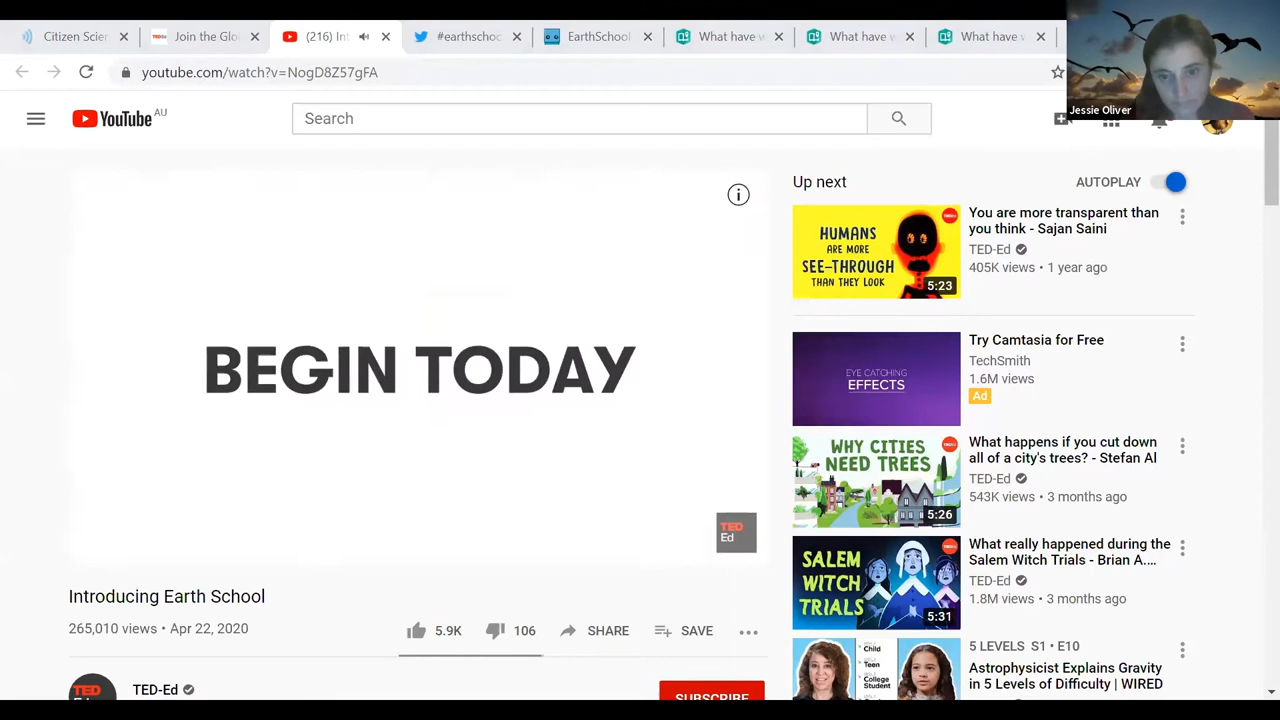 Citizen Scien
Join the Glo
(216) In
#earthschoo
EarthSchool
What have w
What have w
What have w
youtube.com/watch?v=NogD8Z57gFA
Jessie Oliver
YouTube AU
Search
BEGIN TODAY
TED
Ed
Introducing Earth School
265,010 views • Apr 22, 2020
5.9K
106
SHARE
SAVE
TED
Ed
TED-Ed
SUBSCRIBE
Up next
AUTOPLAY
HUMANS
ARE MORE
SEE-THROUGH
THAN THEY LOOK
5:23
You are more transparent than
you think - Sajan Saini
TED-Ed
405K views • 1 year ago
EYE CATCHING
EFFECTS
Try Camtasia for Free
TechSmith
1.6M views
Ad
WHY CITIES
NEED TREES
5:26
What happens if you cut down
all of a city's trees? - Stefan Al
TED-Ed
543K views • 3 months ago
SALEM
WITCH
TRIALS
5:31
What really happened during the
Salem Witch Trials - Brian A....
TED-Ed
1.8M views • 3 months ago
Child
Teen
College
Student
5 LEVELS S1 • E10
Astrophysicist Explains Gravity
in 5 Levels of Difficulty | WIRED